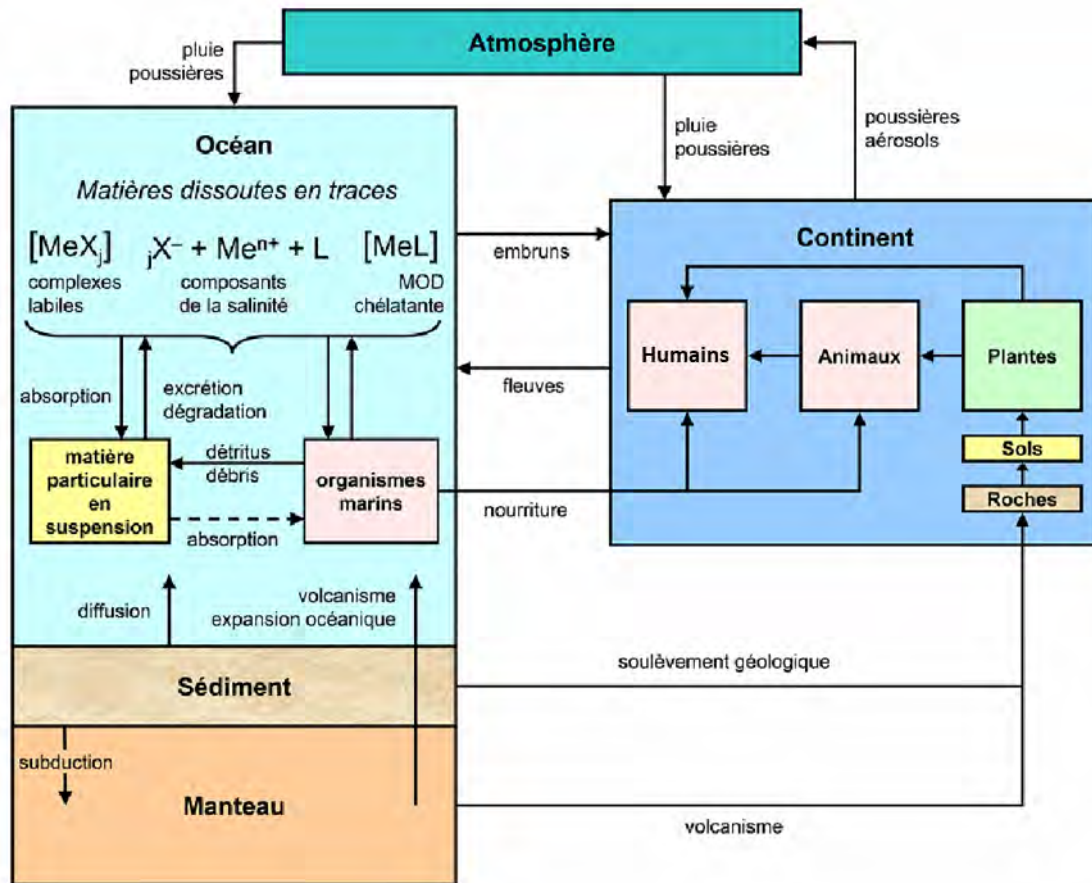 Atmosphère
pluie
poussières
pluie
poussières
poussières
aérosols
Océan
Matières dissoutes en traces
[MeXj] jX⁻ + Meⁿ⁺ + L [MeL]
complexes
labiles
composants
de la salinité
MOD
chélatante
absorption
excrétion
dégradation
matière
particulaire
en
suspension
détritus
débris
absorption
organismes
marins
embruns
fleuves
nourriture
Continent
Humains
Animaux
Plantes
Sols
Roches
diffusion
volcanisme
expansion océanique
Sédiment
soulèvement géologique
subduction
Manteau
volcanisme